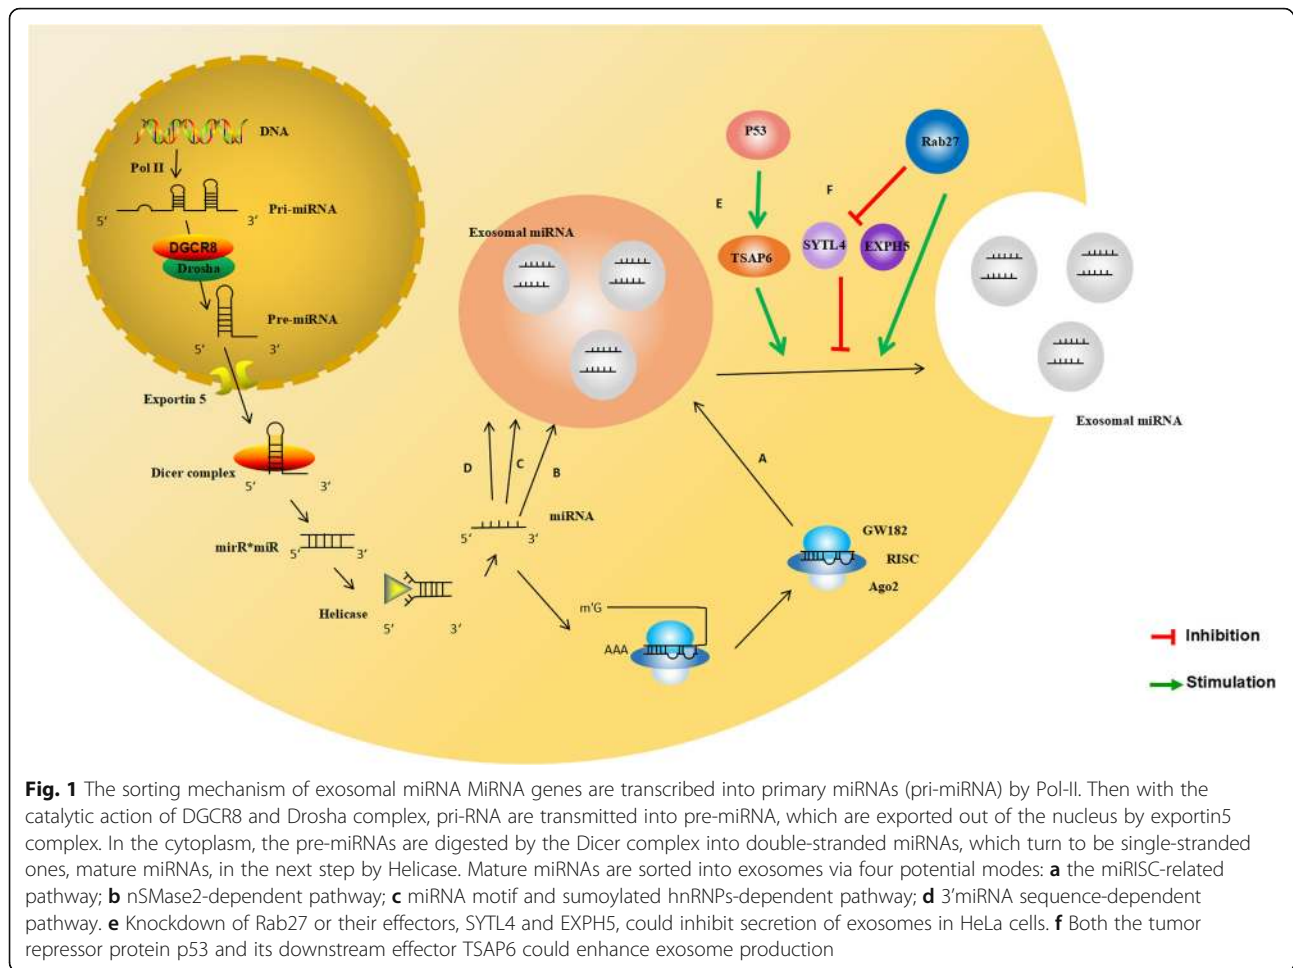 DNA
Pol II
Pri-miRNA
5′
3′
DGCR8
Drosha
Pre-miRNA
5′
3′
Exportin 5
Dicer complex
5′
3′
mirR*miR
5′
3′
Helicase
5′
3′
miRNA
5′
3′
D
C
B
Exosomal miRNA
m'G
AAA
A
GW182
RISC
Ago2
P53
E
TSAP6
F
Rab27
SYTL4
EXPH5
Exosomal miRNA
Inhibition
Stimulation
Fig. 1 The sorting mechanism of exosomal miRNA MiRNA genes are transcribed into primary miRNAs (pri-miRNA) by Pol-II. Then with the
catalytic action of DGCR8 and Drosha complex, pri-RNA are transmitted into pre-miRNA, which are exported out of the nucleus by exportin5
complex. In the cytoplasm, the pre-miRNAs are digested by the Dicer complex into double-stranded miRNAs, which turn to be single-stranded
ones, mature miRNAs, in the next step by Helicase. Mature miRNAs are sorted into exosomes via four potential modes: a the miRISC-related
pathway; b nSMase2-dependent pathway; c miRNA motif and sumoylated hnRNPs-dependent pathway; d 3′miRNA sequence-dependent
pathway. e Knockdown of Rab27 or their effectors, SYTL4 and EXPH5, could inhibit secretion of exosomes in HeLa cells. f Both the tumor
repressor protein p53 and its downstream effector TSAP6 could enhance exosome production